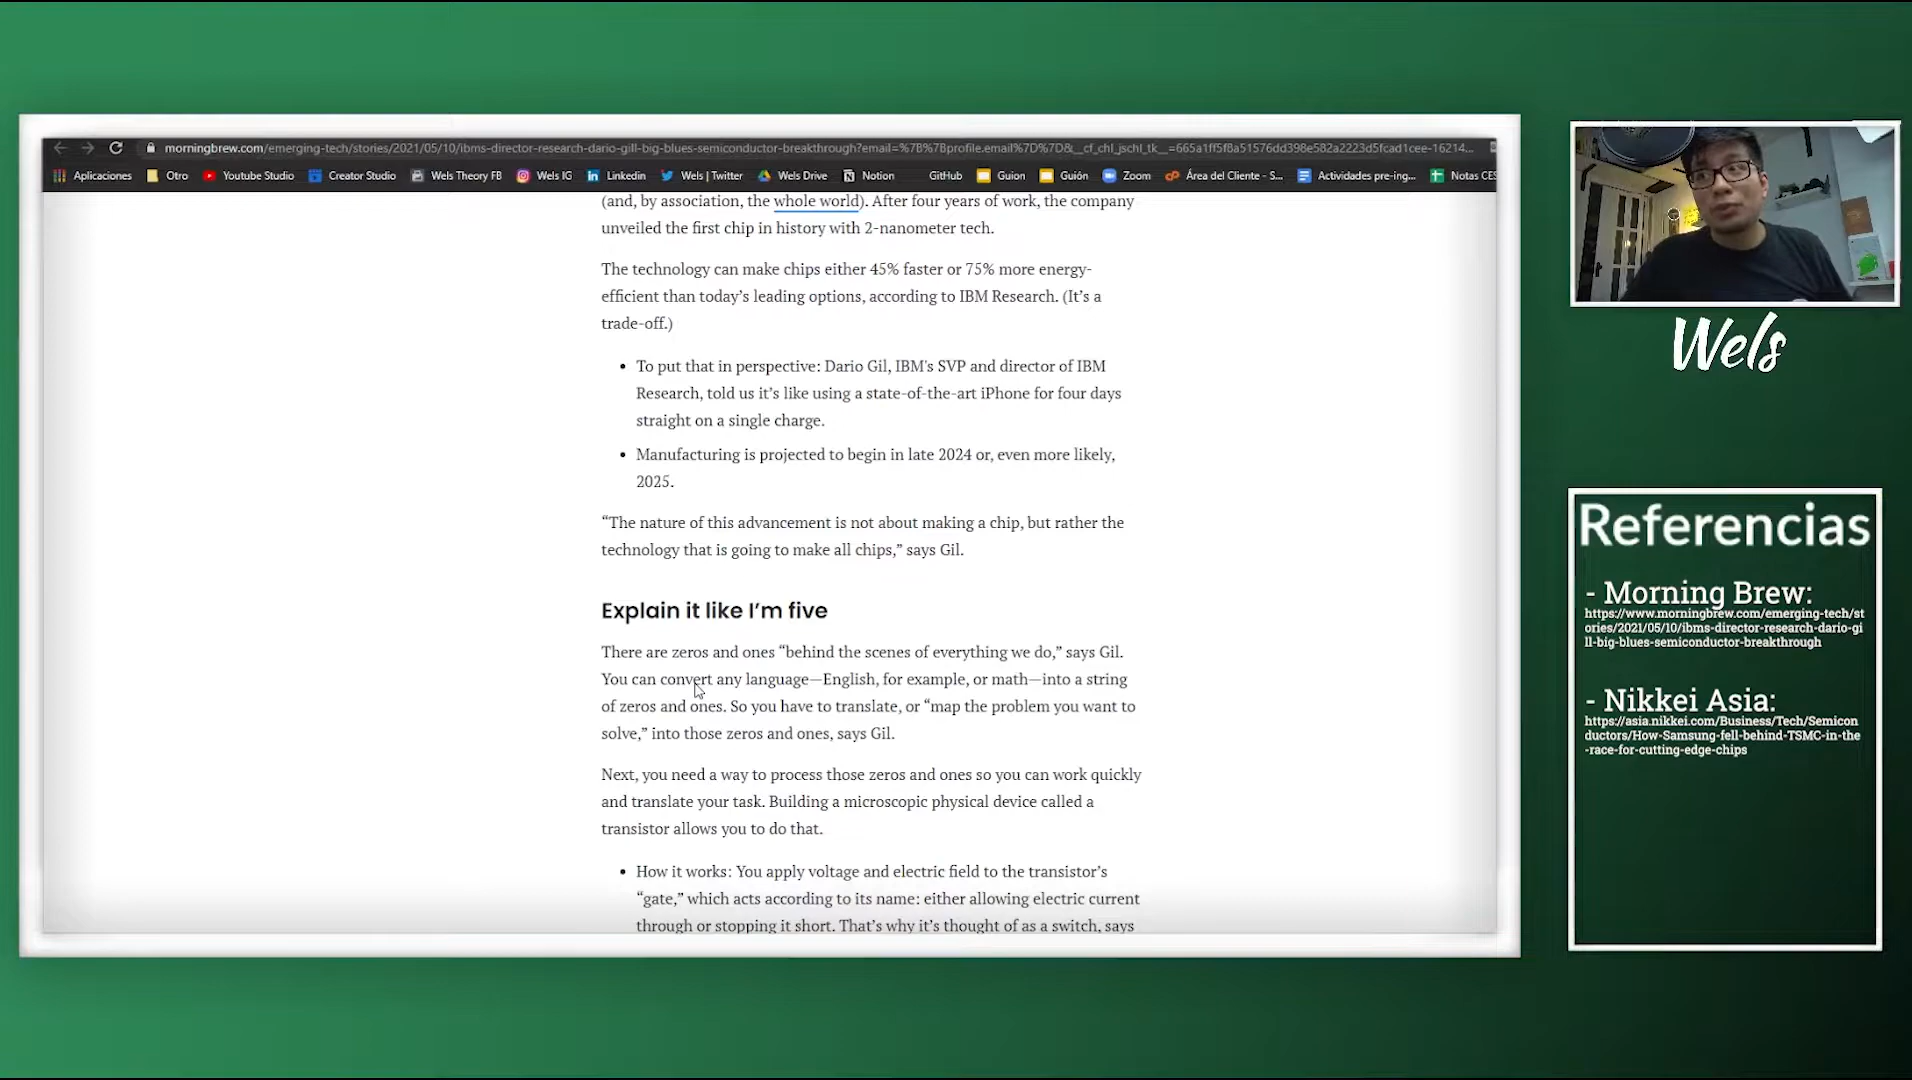 morningbrew.com/emerging-tech/stories/2021/05/10/ibms-director-research-dario-gill-big-blues-semiconductor-breakthrough?email=%7B%7Bprofile.email%7D%7D&__cf_chl_jschl_tk__=665a1ff5f8a51576dd398e582a2223d5fcad1cee-16214...
Aplicaciones Otro Youtube Studio Creator Studio Wels Theory FB Wels IG Linkedin Wels | Twitter Wels Drive Notion GitHub Guion Guión Zoom Área del Cliente - S... Actividades pre-ing... Notas CES
(and, by association, the whole world). After four years of work, the company
unveiled the first chip in history with 2-nanometer tech.
The technology can make chips either 45% faster or 75% more energy-
efficient than today’s leading options, according to IBM Research. (It’s a
trade-off.)
• To put that in perspective: Dario Gil, IBM's SVP and director of IBM
Research, told us it’s like using a state-of-the-art iPhone for four days
straight on a single charge.
• Manufacturing is projected to begin in late 2024 or, even more likely,
2025.
“The nature of this advancement is not about making a chip, but rather the
technology that is going to make all chips,” says Gil.
Explain it like I’m five
There are zeros and ones “behind the scenes of everything we do,” says Gil.
You can convert any language—English, for example, or math—into a string
of zeros and ones. So you have to translate, or “map the problem you want to
solve,” into those zeros and ones, says Gil.
Next, you need a way to process those zeros and ones so you can work quickly
and translate your task. Building a microscopic physical device called a
transistor allows you to do that.
• How it works: You apply voltage and electric field to the transistor’s
“gate,” which acts according to its name: either allowing electric current
through or stopping it short. That’s why it’s thought of as a switch, says
Wels
Referencias
- Morning Brew:
https://www.morningbrew.com/emerging-tech/st
ories/2021/05/10/ibms-director-research-dario-gi
ll-big-blues-semiconductor-breakthrough
- Nikkei Asia:
https://asia.nikkei.com/Business/Tech/Semicon
ductors/How-Samsung-fell-behind-TSMC-in-the
-race-for-cutting-edge-chips